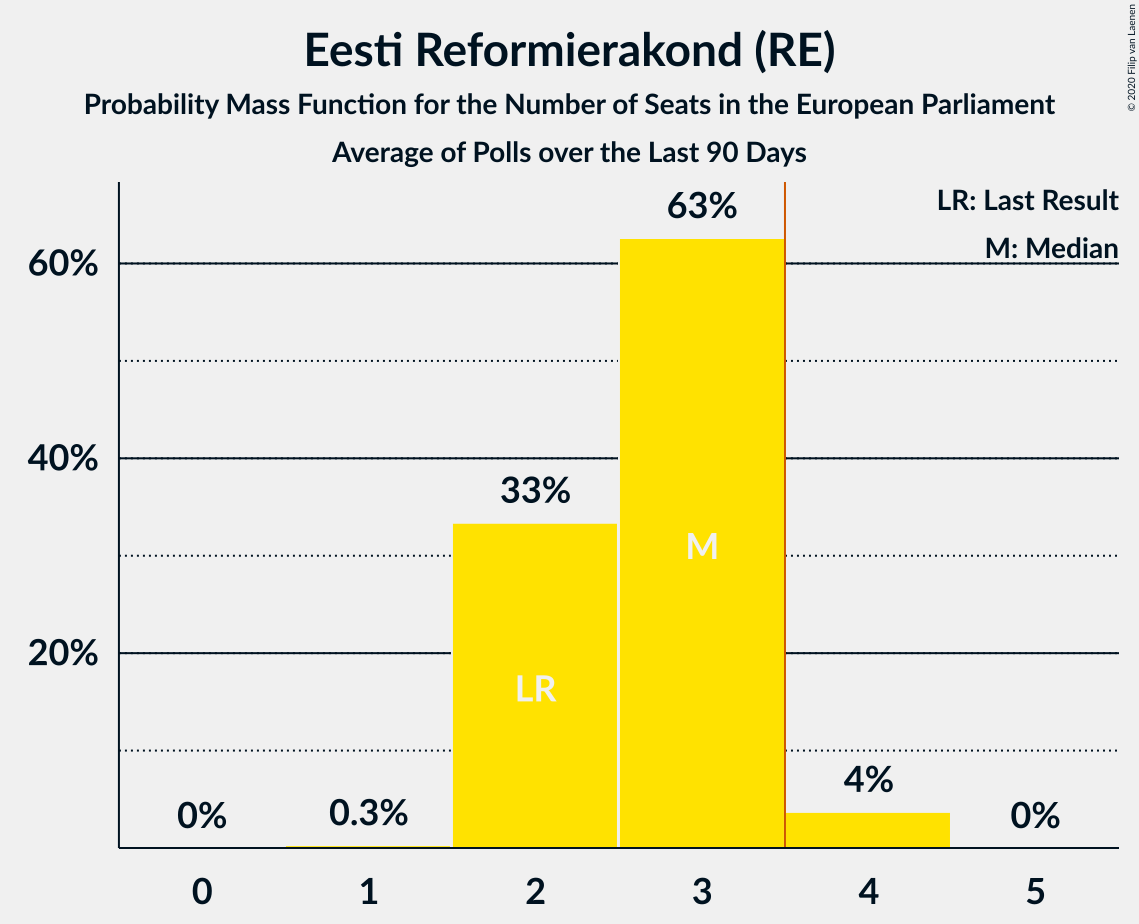 Eesti Reformierakond (RE)
Probability Mass Function for the Number of Seats in the European Parliament
Average of Polls over the Last 90 Days
© 2020 Filip van Laenen
LR: Last Result
M: Median
63%
60%
40%
33%
M
20%
LR
4%
0%
0.3%
0%
0
1
2
3
4
5